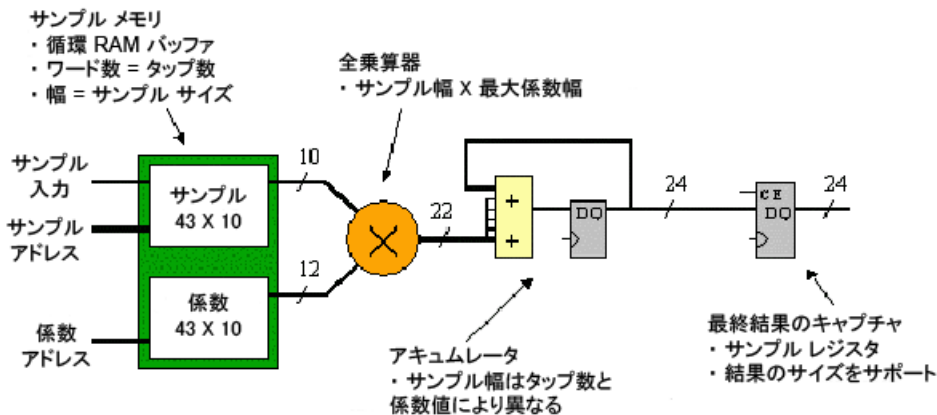 サンプル メモリ
・循環 RAM バッファ
・ワード数 = タップ数
・幅 = サンプル サイズ
全乗算器
・サンプル幅 X 最大係数幅
サンプル
入力
サンプル
アドレス
係数
アドレス
サンプル
43 X 10
係数
43 X 10
10
12
22
+
+
DQ
24
CE
DQ
24
アキュムレータ
・サンプル幅はタップ数と
係数値により異なる
最終結果のキャプチャ
・サンプル レジスタ
・結果のサイズをサポート